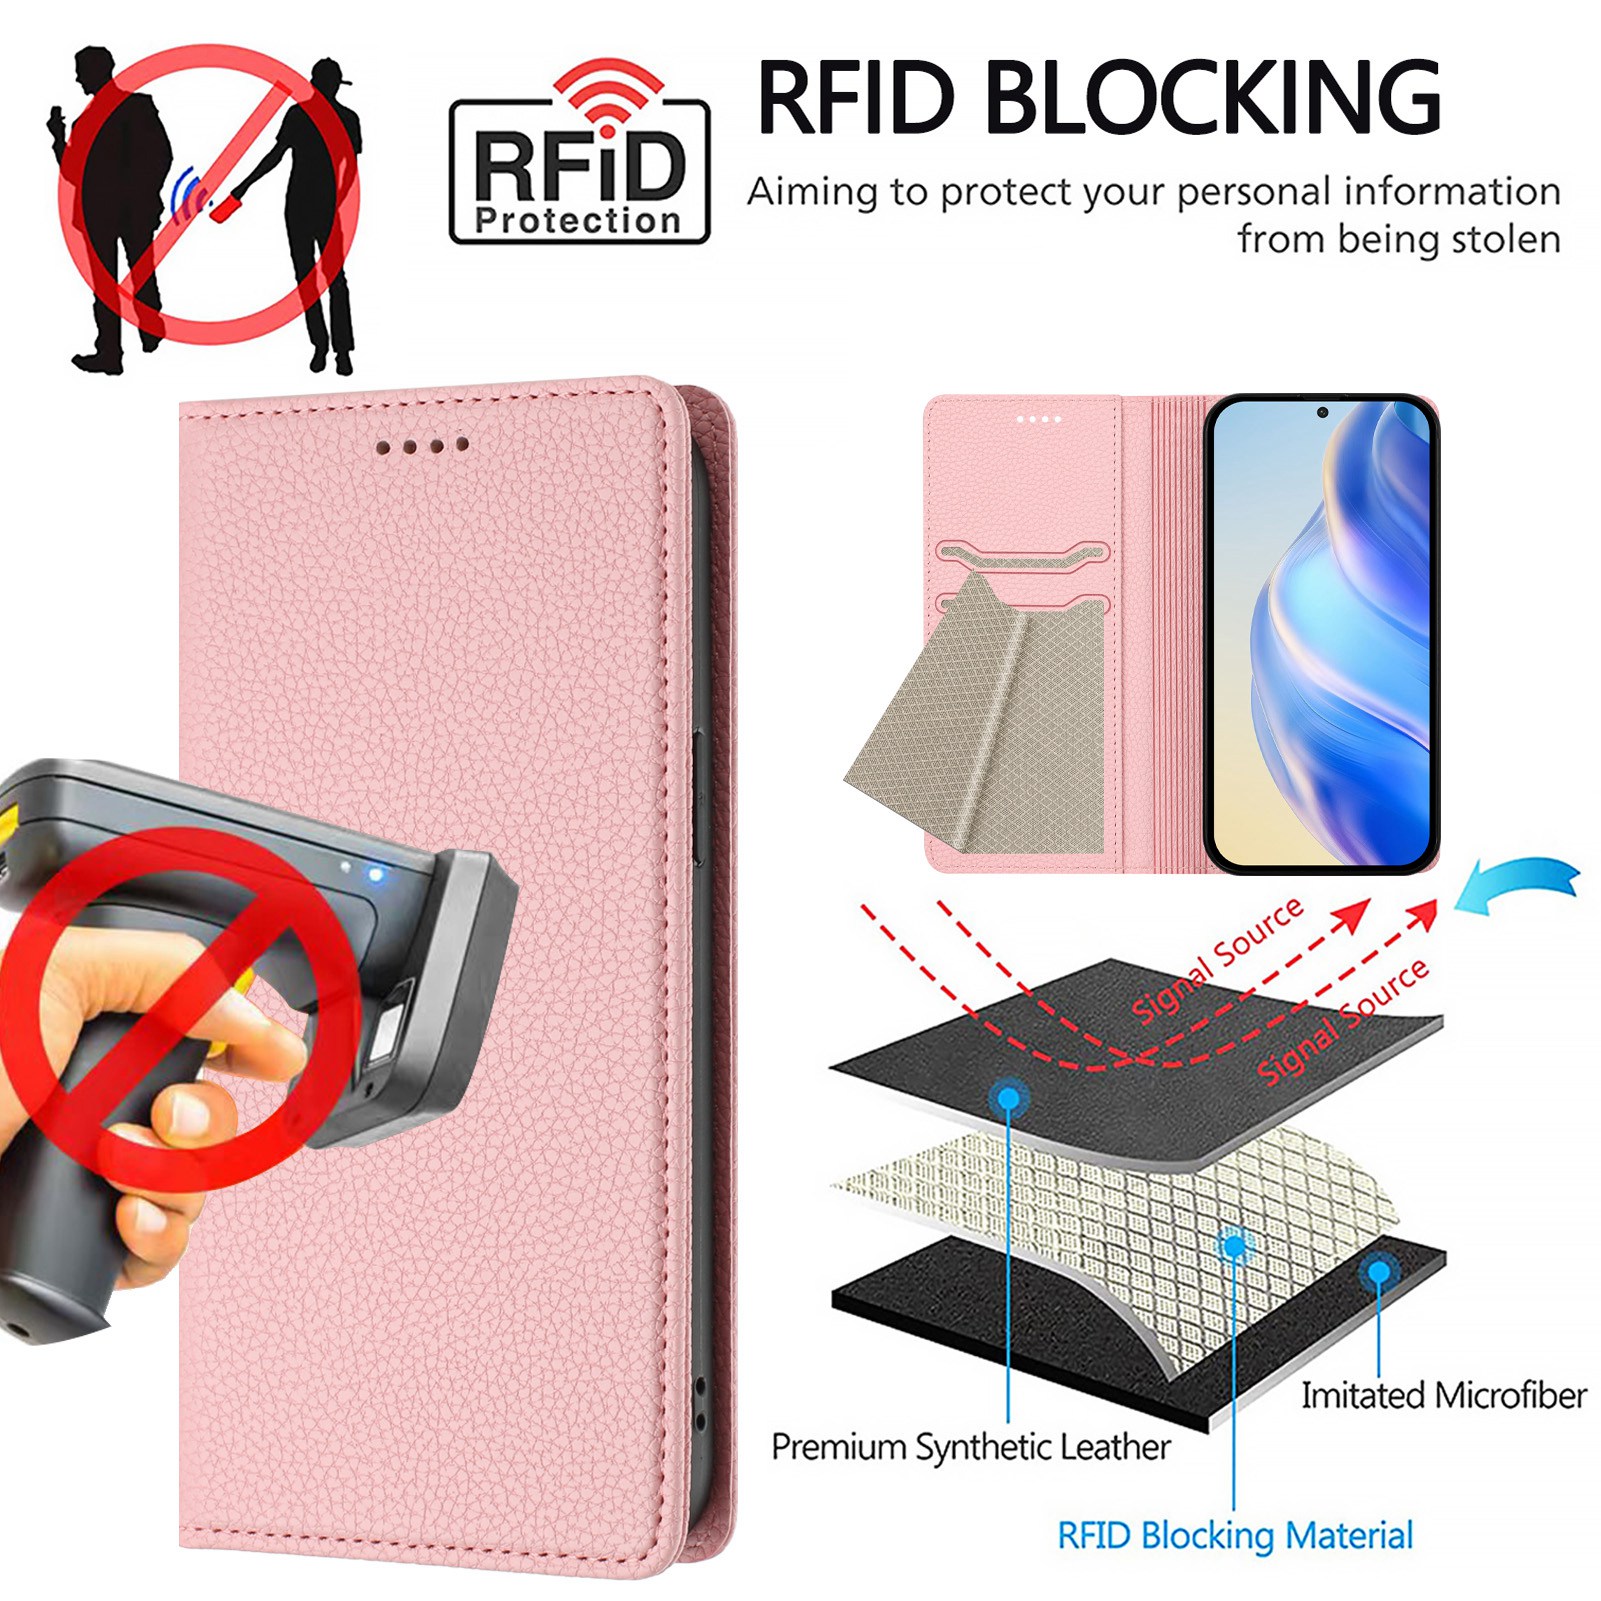 RFiD
Protection
RFID BLOCKING
Aiming to protect your personal information
from being stolen
Signal Source
Signal Source
Imitated Microfiber
Premium Synthetic Leather
RFID Blocking Material